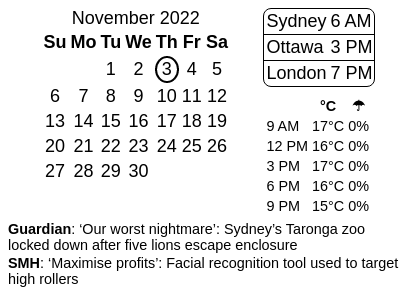 November 2022
Su Mo Tu We Th Fr Sa
1 2 3 4 5
6 7 8 9 10 11 12
13 14 15 16 17 18 19
20 21 22 23 24 25 26
27 28 29 30
Sydney 6 AM
Ottawa 3 PM
London 7 PM
°C ☂
9 AM 17°C 0%
12 PM 16°C 0%
3 PM 17°C 0%
6 PM 16°C 0%
9 PM 15°C 0%
Guardian: ‘Our worst nightmare’: Sydney’s Taronga zoo
locked down after five lions escape enclosure
SMH: ‘Maximise profits’: Facial recognition tool used to target
high rollers